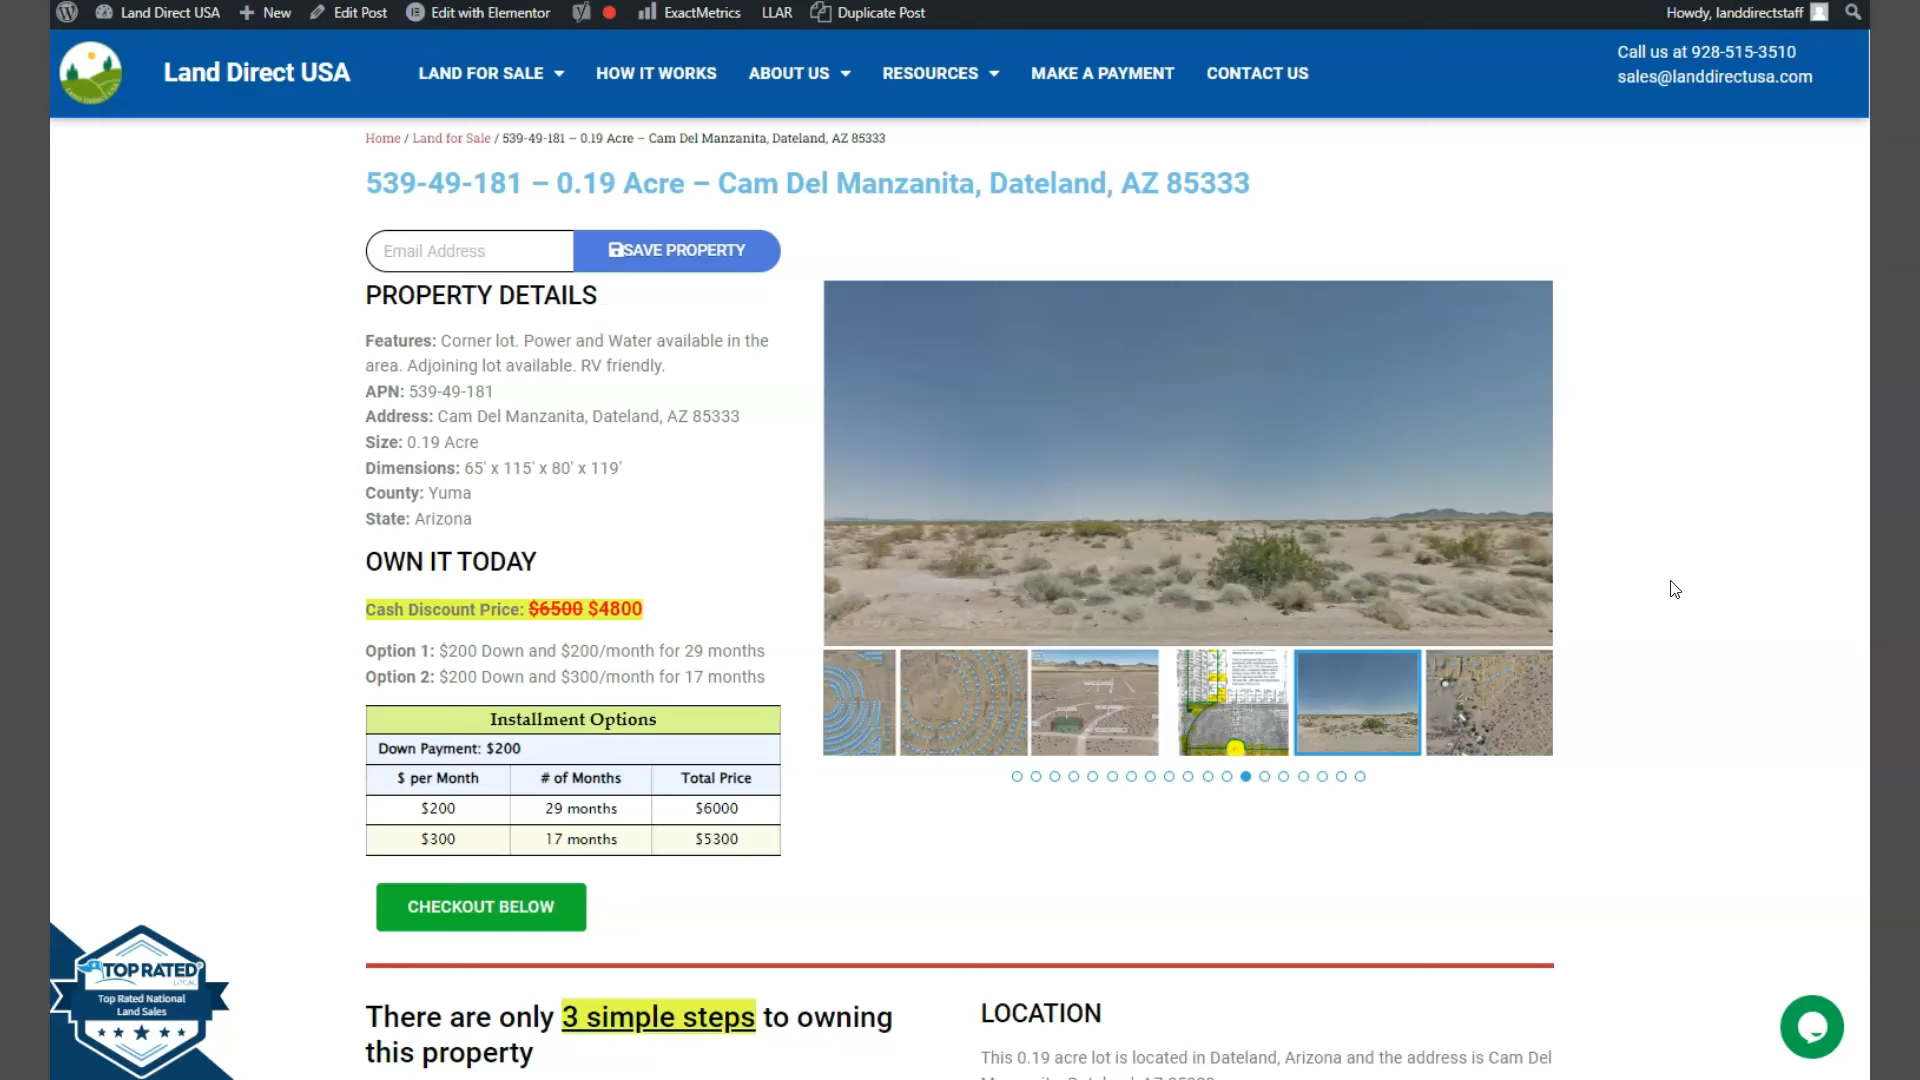 Land Direct USA New Edit Post Edit with Elementor ExactMetrics LLAR Duplicate Post Howdy, landdirectstaff
Land Direct USA
LAND FOR SALE HOW IT WORKS ABOUT US RESOURCES MAKE A PAYMENT CONTACT US
Call us at 928-515-3510
sales@landdirectusa.com
Home / Land for Sale / 539-49-181 – 0.19 Acre – Cam Del Manzanita, Dateland, AZ 85333
539-49-181 – 0.19 Acre – Cam Del Manzanita, Dateland, AZ 85333
Email Address
SAVE PROPERTY
PROPERTY DETAILS
Features: Corner lot. Power and Water available in the
area. Adjoining lot available. RV friendly.
APN: 539-49-181
Address: Cam Del Manzanita, Dateland, AZ 85333
Size: 0.19 Acre
Dimensions: 65' x 115' x 80' x 119'
County: Yuma
State: Arizona
OWN IT TODAY
Cash Discount Price: $6500 $4800
Option 1: $200 Down and $200/month for 29 months
Option 2: $200 Down and $300/month for 17 months
Installment Options
Down Payment: $200
$ per Month # of Months Total Price
$200 29 months $6000
$300 17 months $5300
CHECKOUT BELOW
TOP RATED
LOCAL
Top Rated National
Land Sales
There are only 3 simple steps to owning
this property
LOCATION
This 0.19 acre lot is located in Dateland, Arizona and the address is Cam Del